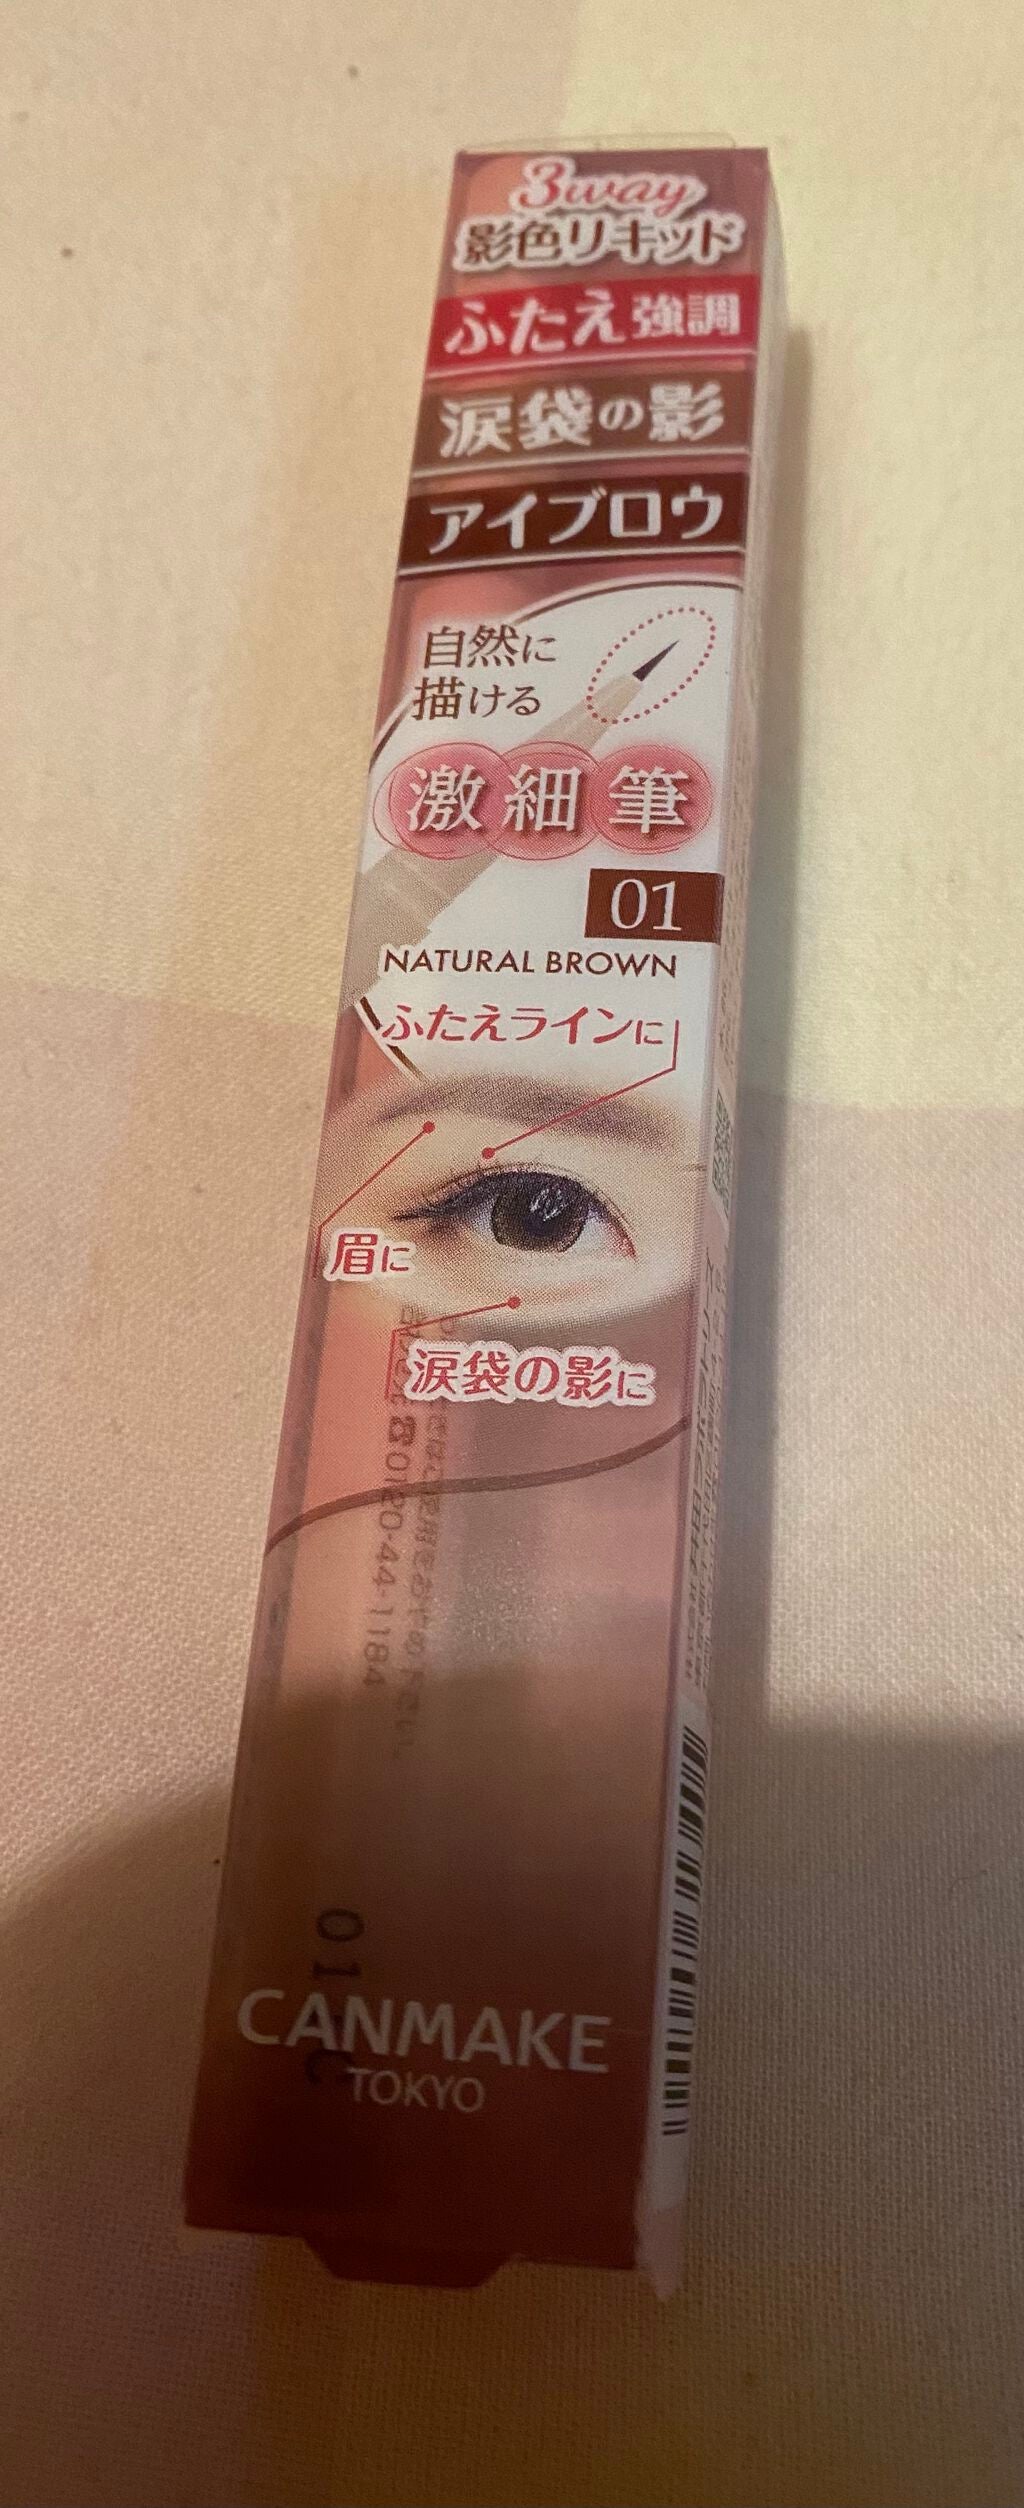 3way
影色リキッド
ふたえ強調
涙袋の影
アイブロウ
自然に
描ける
激細筆
01
NATURAL BROWN
ふたえラインに
眉に
涙袋の影に
0120-44-1184
01
CANMAKE
TOKYO